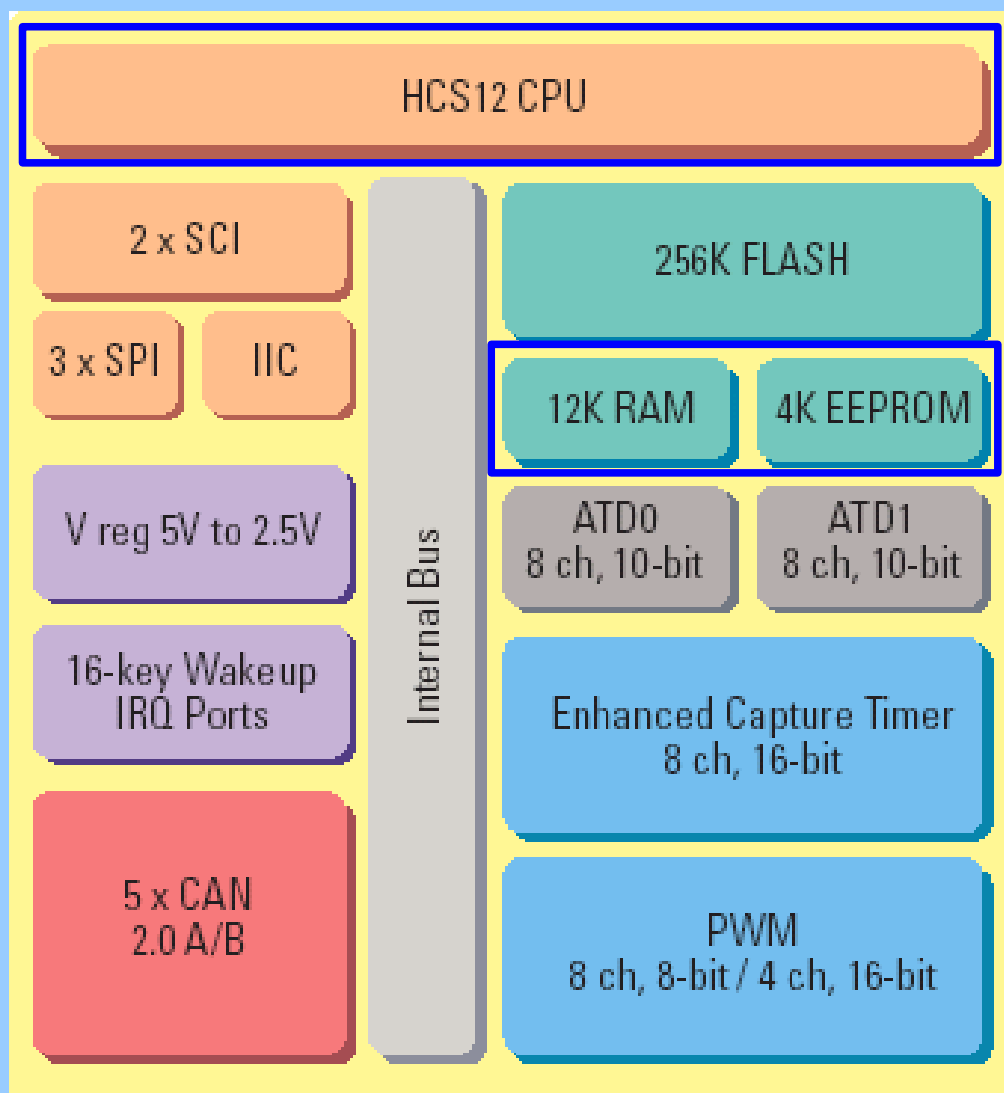 HCS12 CPU
2 x SCI
3 x SPI
IIC
V reg 5V to 2.5V
16-key Wakeup
IRQ Ports
5 x CAN
2.0 A/B
Internal Bus
256K FLASH
12K RAM
4K EEPROM
ATD0
8 ch, 10-bit
ATD1
8 ch, 10-bit
Enhanced Capture Timer
8 ch, 16-bit
PWM
8 ch, 8-bit / 4 ch, 16-bit